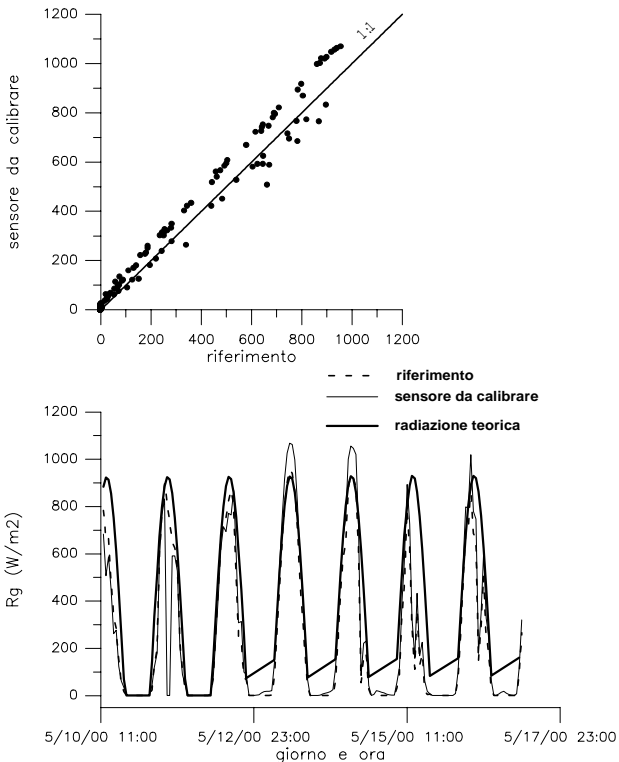 1200
1:1
1000
800
600
400
200
0
sensore da calibrare
0 200 400 600 800 1000 1200
riferimento
riferimento
sensore da calibrare
radiazione teorica
1200
1000
800
600
400
200
0
Rg (W/m2)
5/10/00 11:00 5/12/00 23:00 5/15/00 11:00 5/17/00 23:00
giorno e ora